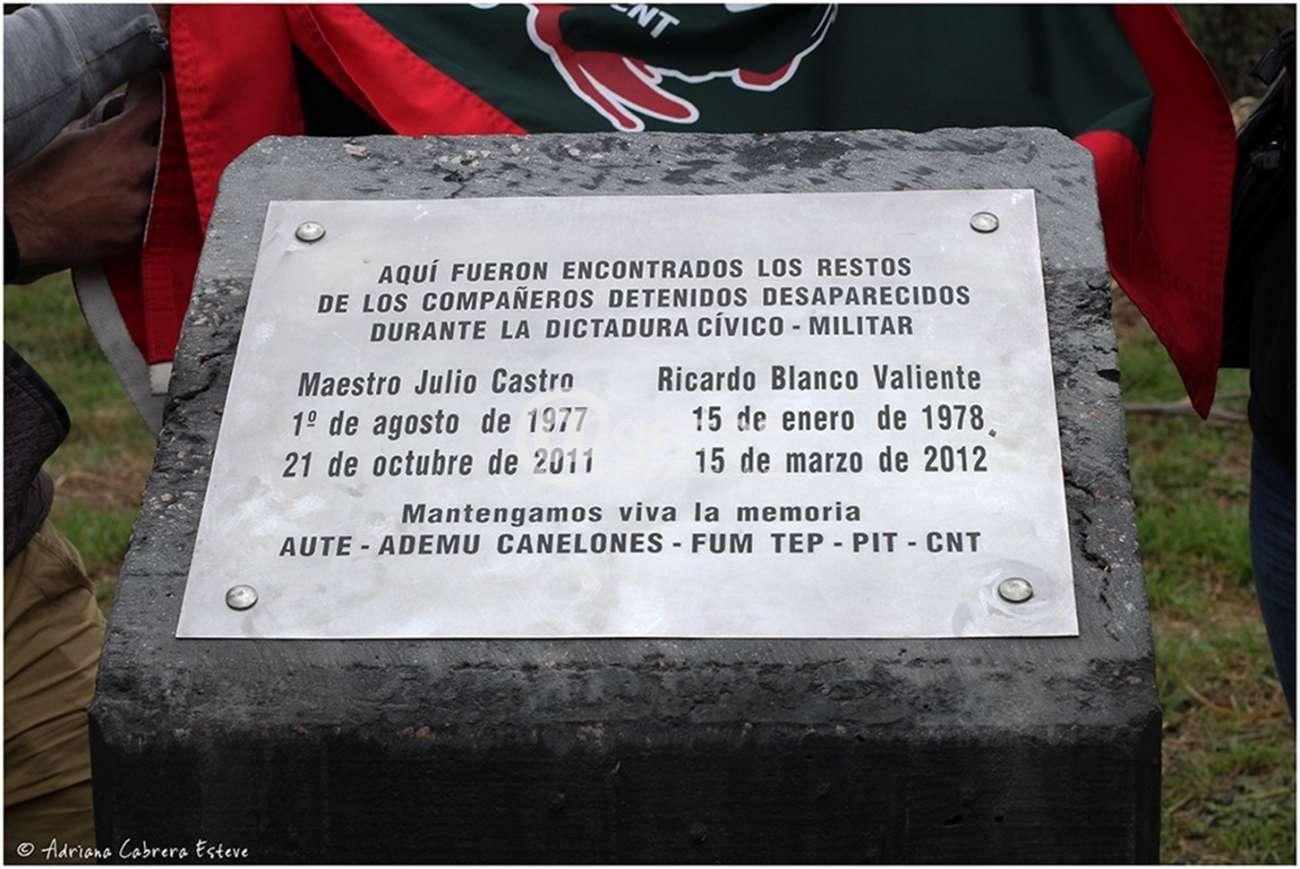 ENT
AQUÍ FUERON ENCONTRADOS LOS RESTOS
DE LOS COMPAÑEROS DETENIDOS DESAPARECIDOS
DURANTE LA DICTADURA CÍVICO - MILITAR
Maestro Julio Castro Ricardo Blanco Valiente
1º de agosto de 1977 15 de enero de 1978
21 de octubre de 2011 15 de marzo de 2012
Mantengamos viva la memoria
AUTE - ADEMU CANELONES - FUM TEP - PIT - CNT
© Adriana Cabrera Esteve